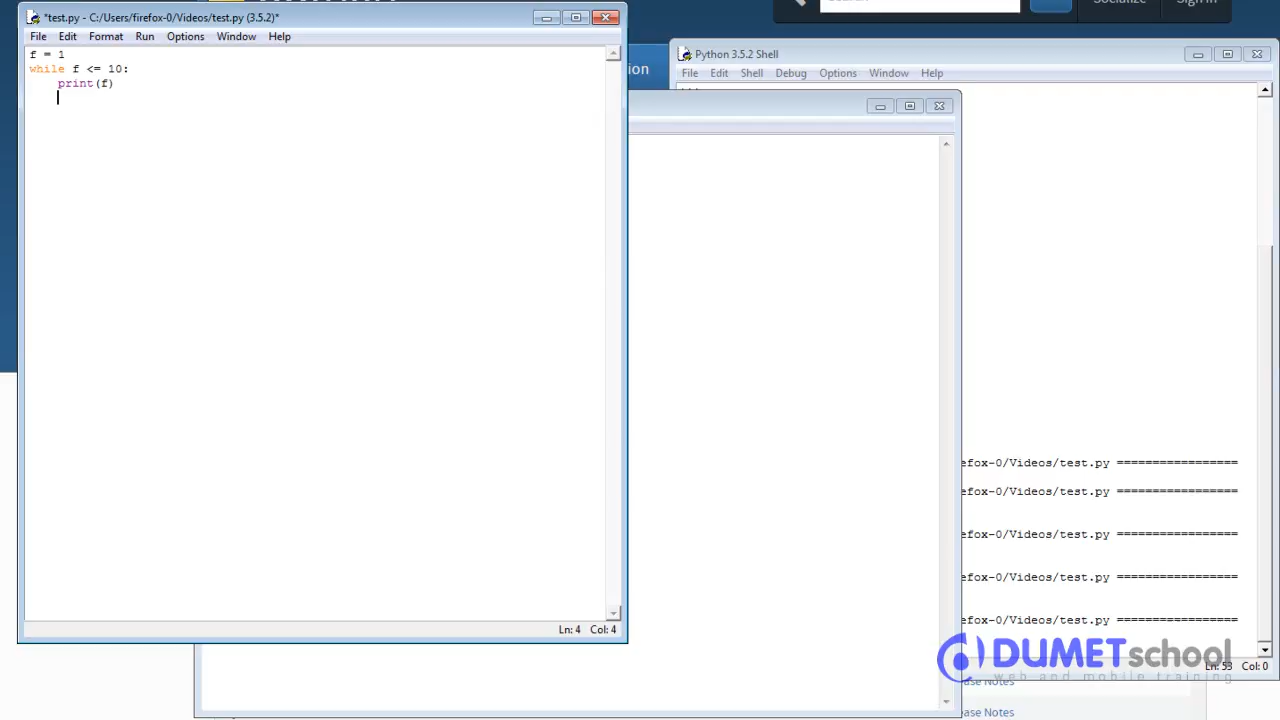 *test.py - C:/Users/firefox-0/Videos/test.py (3.5.2)*
File Edit Format Run Options Window Help
f = 1
while f <= 10:
    print(f)
Ln: 4 Col: 4
Sign in
Python 3.5.2 Shell
File Edit Shell Debug Options Window Help
efox-0/Videos/test.py =================
efox-0/Videos/test.py =================
efox-0/Videos/test.py =================
efox-0/Videos/test.py =================
efox-0/Videos/test.py =================
Ln: 53 Col: 0
DUMETschool
web and mobile training
ase Notes
ase Notes